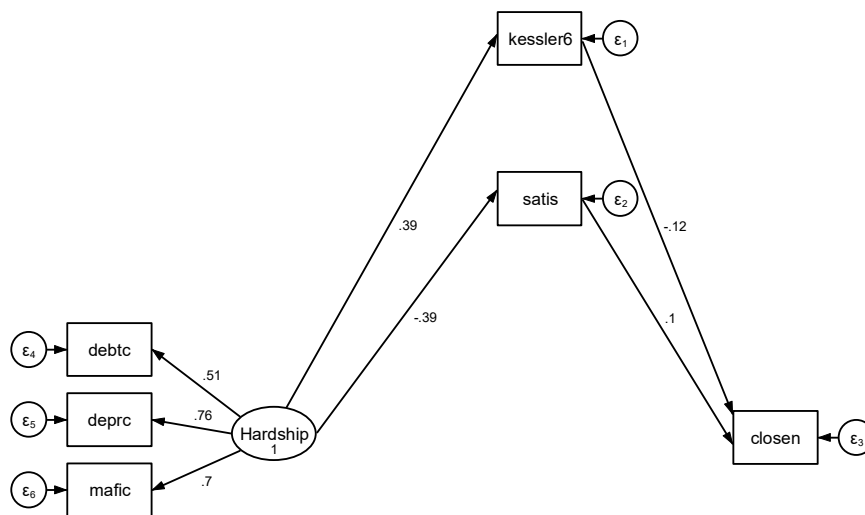 kessler6
ε₁
satis
ε₂
.39
-.12
-.39
.1
ε₄
debtc
.51
ε₅
deprc
.76
Hardship
1
closen
ε₃
ε₆
mafic
.7